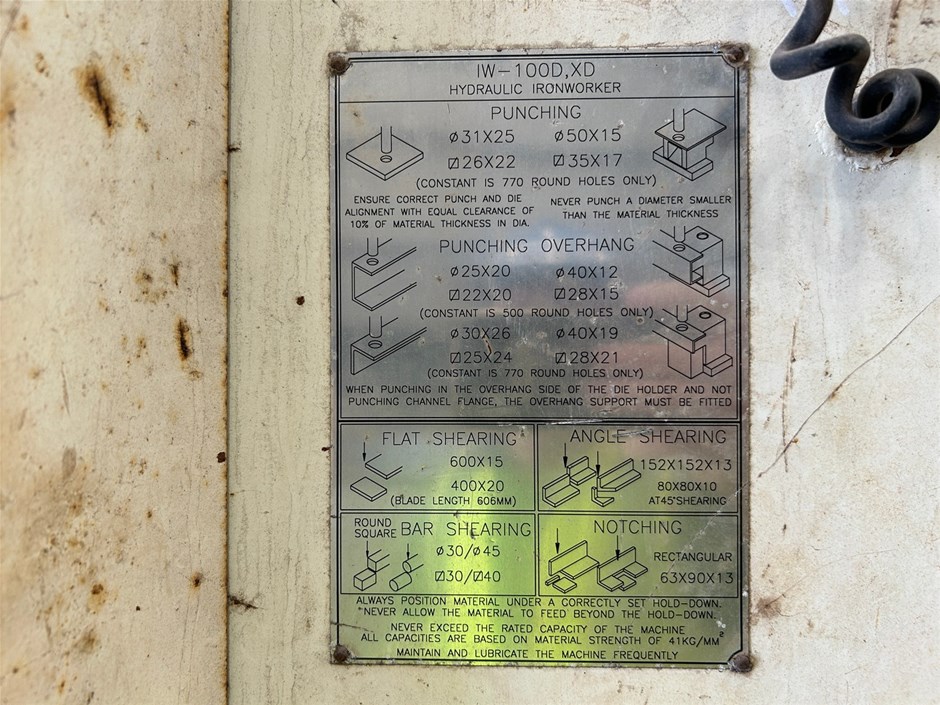 IW-100D,XD
HYDRAULIC IRONWORKER
PUNCHING
ø31X25 ø50X15
□26X22 □35X17
(CONSTANT IS 770 ROUND HOLES ONLY)
ENSURE CORRECT PUNCH AND DIE
ALIGNMENT WITH EQUAL CLEARANCE OF
10% OF MATERIAL THICKNESS IN DIA.
NEVER PUNCH A DIAMETER SMALLER
THAN THE MATERIAL THICKNESS
PUNCHING OVERHANG
ø25X20 ø40X12
□22X20 □28X15
(CONSTANT IS 500 ROUND HOLES ONLY)
ø30X26 ø40X19
□25X24 □28X21
(CONSTANT IS 770 ROUND HOLES ONLY)
WHEN PUNCHING IN THE OVERHANG SIDE OF THE DIE HOLDER AND NOT
PUNCHING CHANNEL FLANGE, THE OVERHANG SUPPORT MUST BE FITTED
FLAT SHEARING
600X15
400X20
(BLADE LENGTH 606MM)
ANGLE SHEARING
152X152X13
80X80X10
AT45°SHEARING
ROUND
SQUARE
BAR SHEARING
ø30/ø45
□30/□40
NOTCHING
RECTANGULAR
63X90X13
ALWAYS POSITION MATERIAL UNDER A CORRECTLY SET HOLD-DOWN.
NEVER ALLOW THE MATERIAL TO FEED BEYOND THE HOLD-DOWN.
NEVER EXCEED THE RATED CAPACITY OF THE MACHINE
ALL CAPACITIES ARE BASED ON MATERIAL STRENGTH OF 41KG/MM²
MAINTAIN AND LUBRICATE THE MACHINE FREQUENTLY